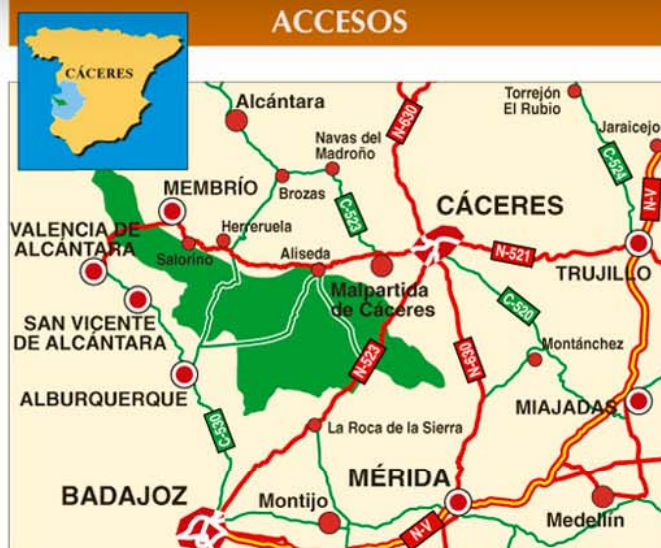 ACCESOS
CÁCERES
Alcántara
Torrejón
El Rubio
Jaraicejo
N-630
C-524
N-V
Navas del
Madroño
Brozas
MEMBRÍO
C-523
CÁCERES
VALENCIA DE
ALCÁNTARA
Herreruela
Salorino
Aliseda
N-521
TRUJILLO
Malpartida
de Cáceres
C-520
SAN VICENTE
DE ALCÁNTARA
Montánchez
N-523
N-630
ALBURQUERQUE
MIAJADAS
C-530
La Roca de la Sierra
BADAJOZ
Montijo
MÉRIDA
Medellín
N-V